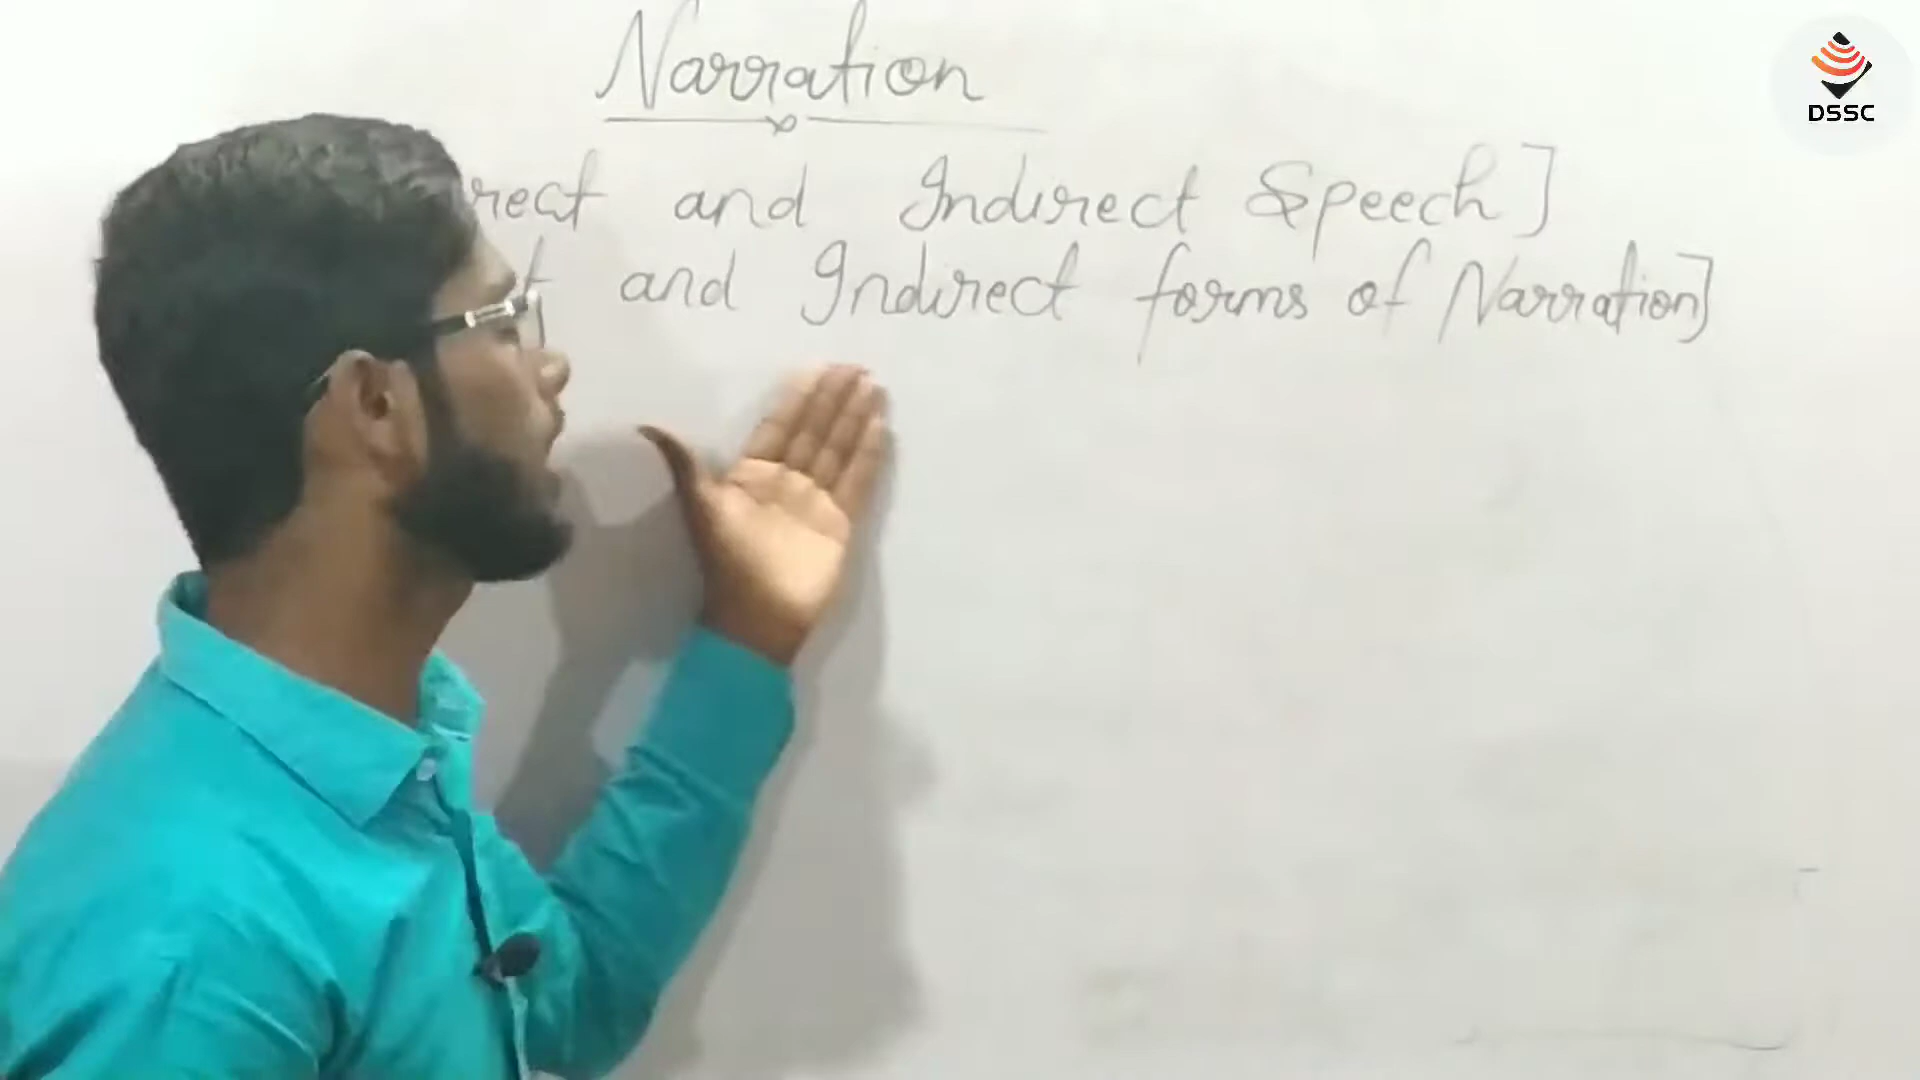 Narration
rect and Indirect Speech]
t and Indirect forms of Narration]
DSSC